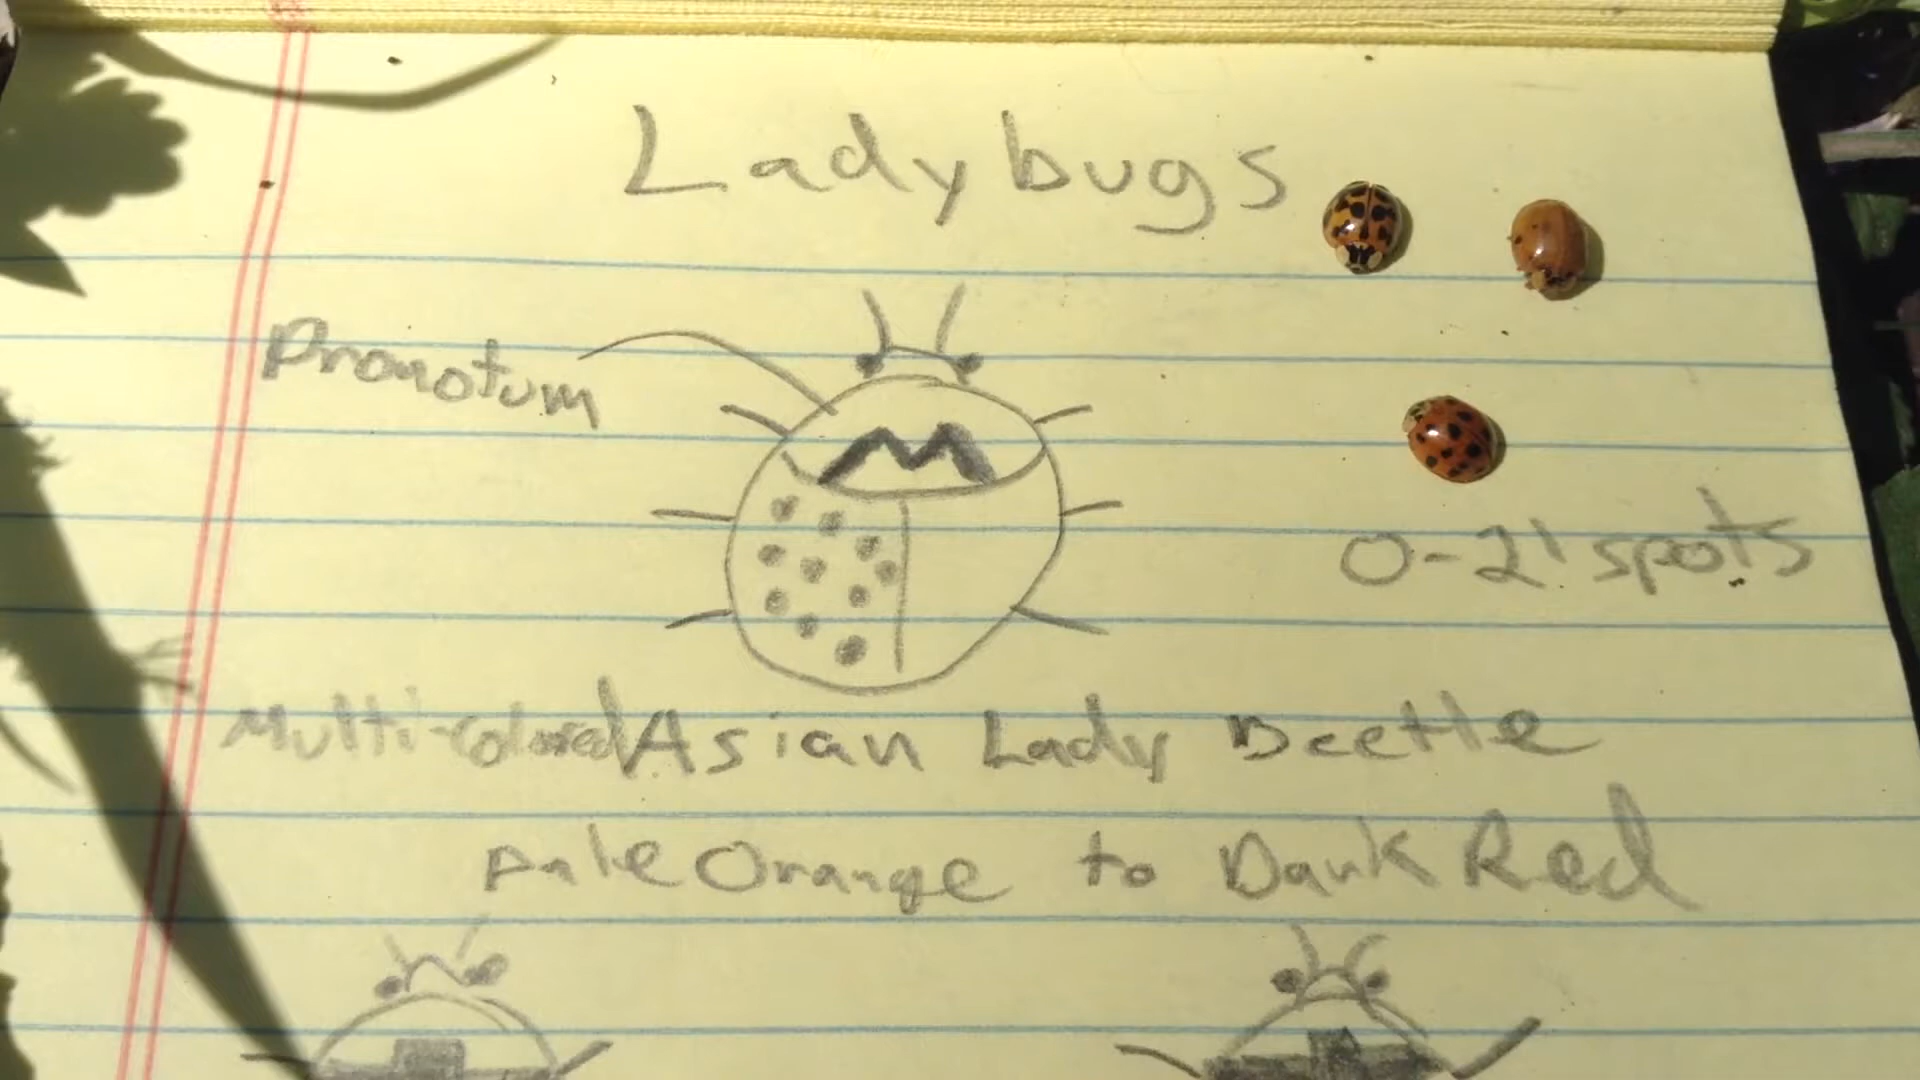 Ladybugs
Pronotum
0-21 spots
Multi-colored Asian Lady Beetle
Pale Orange to Dark Red